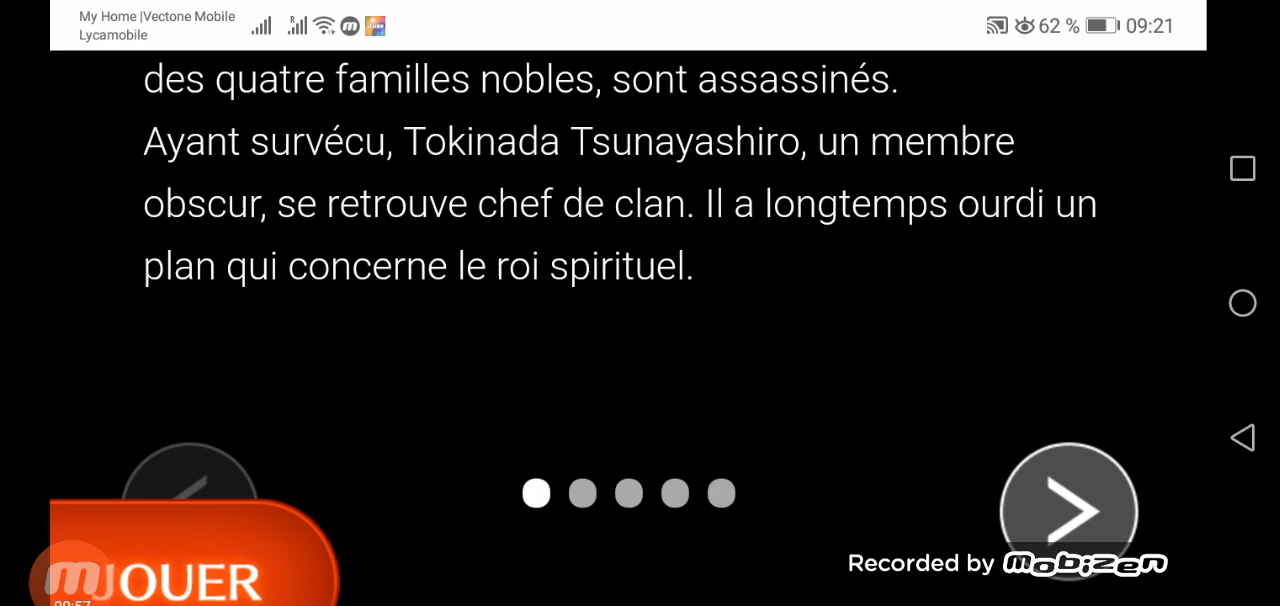 My Home |Vectone Mobile
Lycamobile
62 % 09:21
des quatre familles nobles, sont assassinés.
Ayant survécu, Tokinada Tsunayashiro, un membre
obscur, se retrouve chef de clan. Il a longtemps ourdi un
plan qui concerne le roi spirituel.
Recorded by mobizen
JOUER
00:57